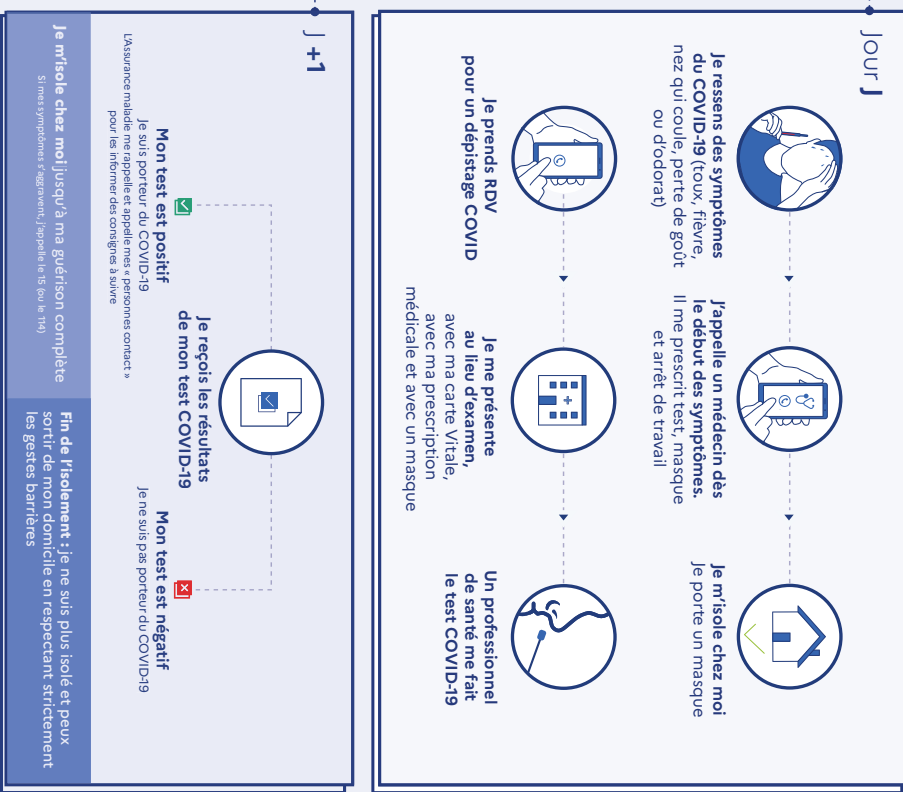 Jour J
Je ressens des symptômes
du COVID-19 (toux, fièvre,
nez qui coule, perte de goût
ou d'odorat)
J'appelle un médecin dès
le début des symptômes.
Il me prescrit test, masque
et arrêt de travail
Je m'isole chez moi
Je porte un masque
Je prends RDV
pour un dépistage COVID
Je me présente
au lieu d'examen,
avec ma carte Vitale,
avec ma prescription
médicale et avec un masque
Un professionnel
de santé me fait
le test COVID-19
J +1
Je reçois les résultats
de mon test COVID-19
Mon test est positif
Je suis porteur du COVID-19
L'Assurance maladie me rappelle et appelle mes « personnes contact »
pour les informer des consignes à suivre
Mon test est négatif
Je ne suis pas porteur du COVID-19
Je m'isole chez moi jusqu'à ma guérison complète
Si mes symptômes s'aggravent, j'appelle le 15 (ou le 114)
Fin de l'isolement : je ne suis plus isolé et peux
sortir de mon domicile en respectant strictement
les gestes barrières